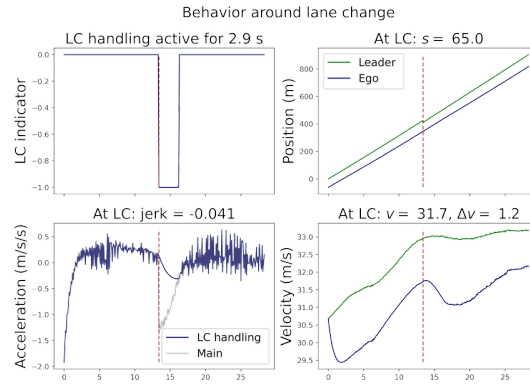 Behavior around lane change
LC handling active for 2.9 s
LC indicator
0.0
−0.2
−0.4
−0.6
−0.8
−1.0
At LC: s = 65.0
Position (m)
800
600
400
200
0
Leader
Ego
At LC: jerk = -0.041
Acceleration (m/s/s)
0.5
0.0
−0.5
−1.0
−1.5
−2.0
0 5 10 15 20 25
LC handling
Main
At LC: v = 31.7, Δv = 1.2
Velocity (m/s)
33.0
32.5
32.0
31.5
31.0
30.5
30.0
29.5
0 5 10 15 20 25